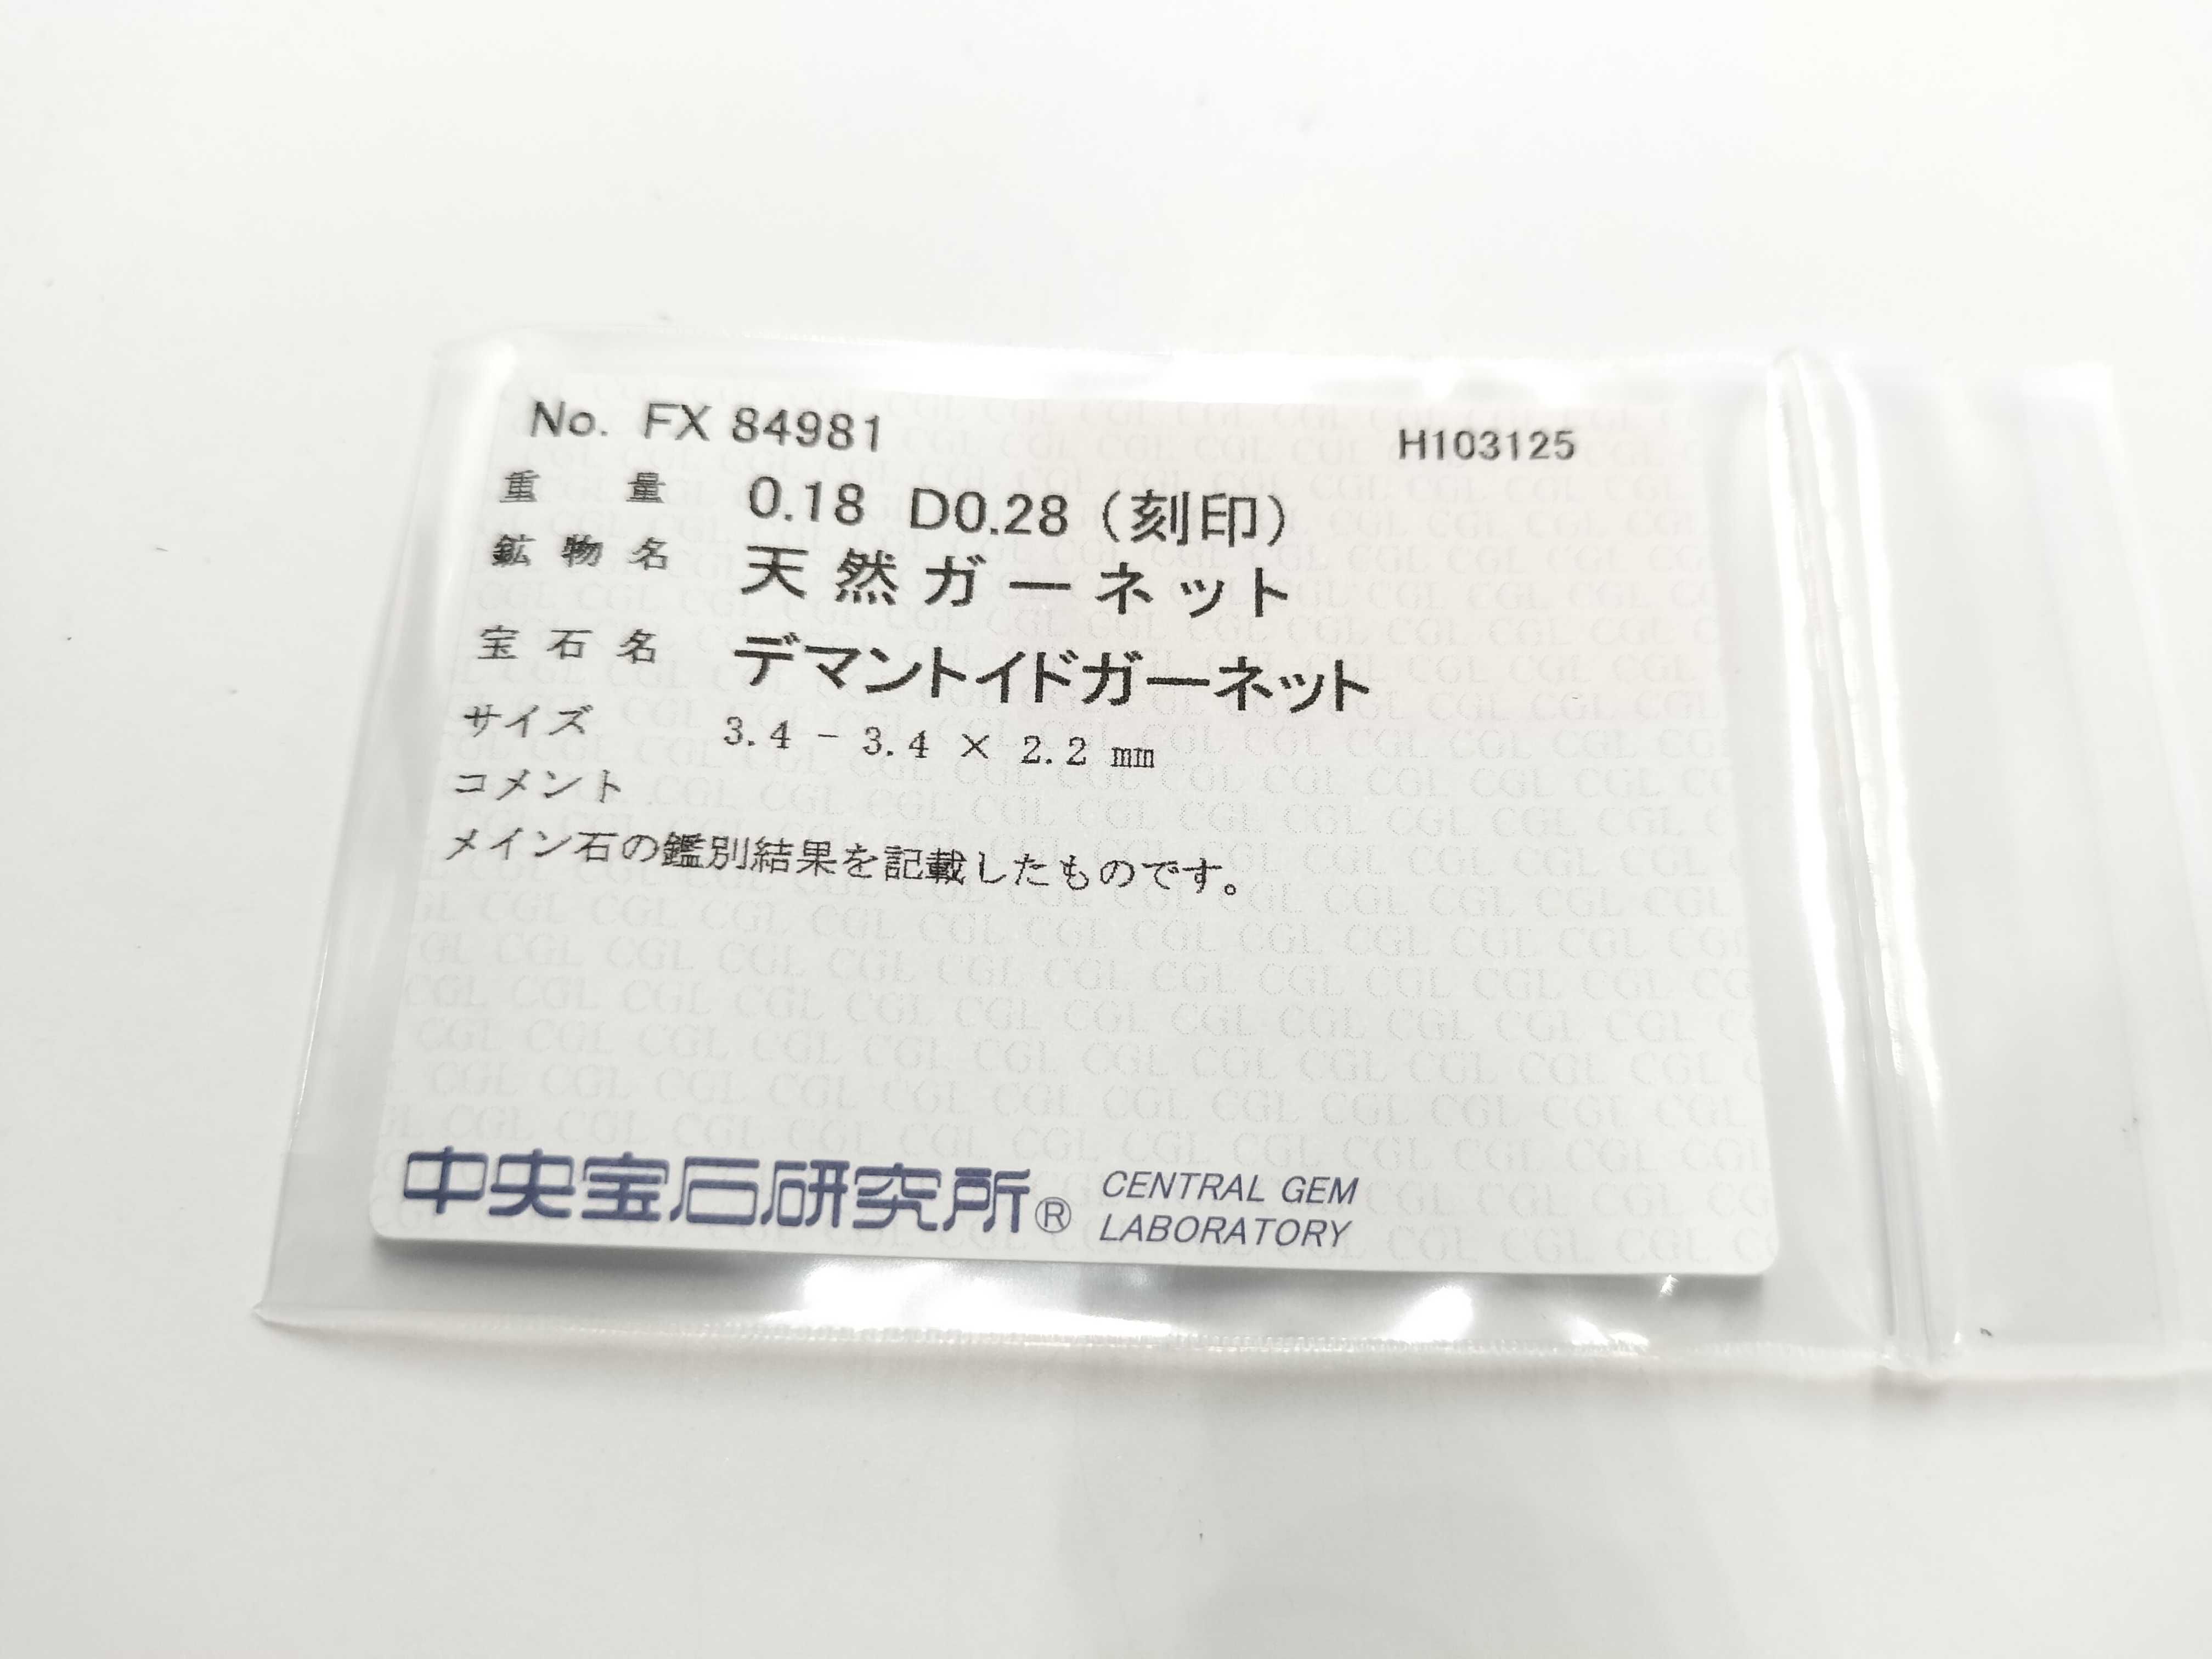 No. FX 84981 H103125
重量 0.18 D0.28（刻印）
鉱物名 天然ガーネット
宝石名 デマントイドガーネット
サイズ 3.4 - 3.4 × 2.2 mm
コメント
メイン石の鑑別結果を記載したものです。
中央宝石研究所® CENTRAL GEM
LABORATORY